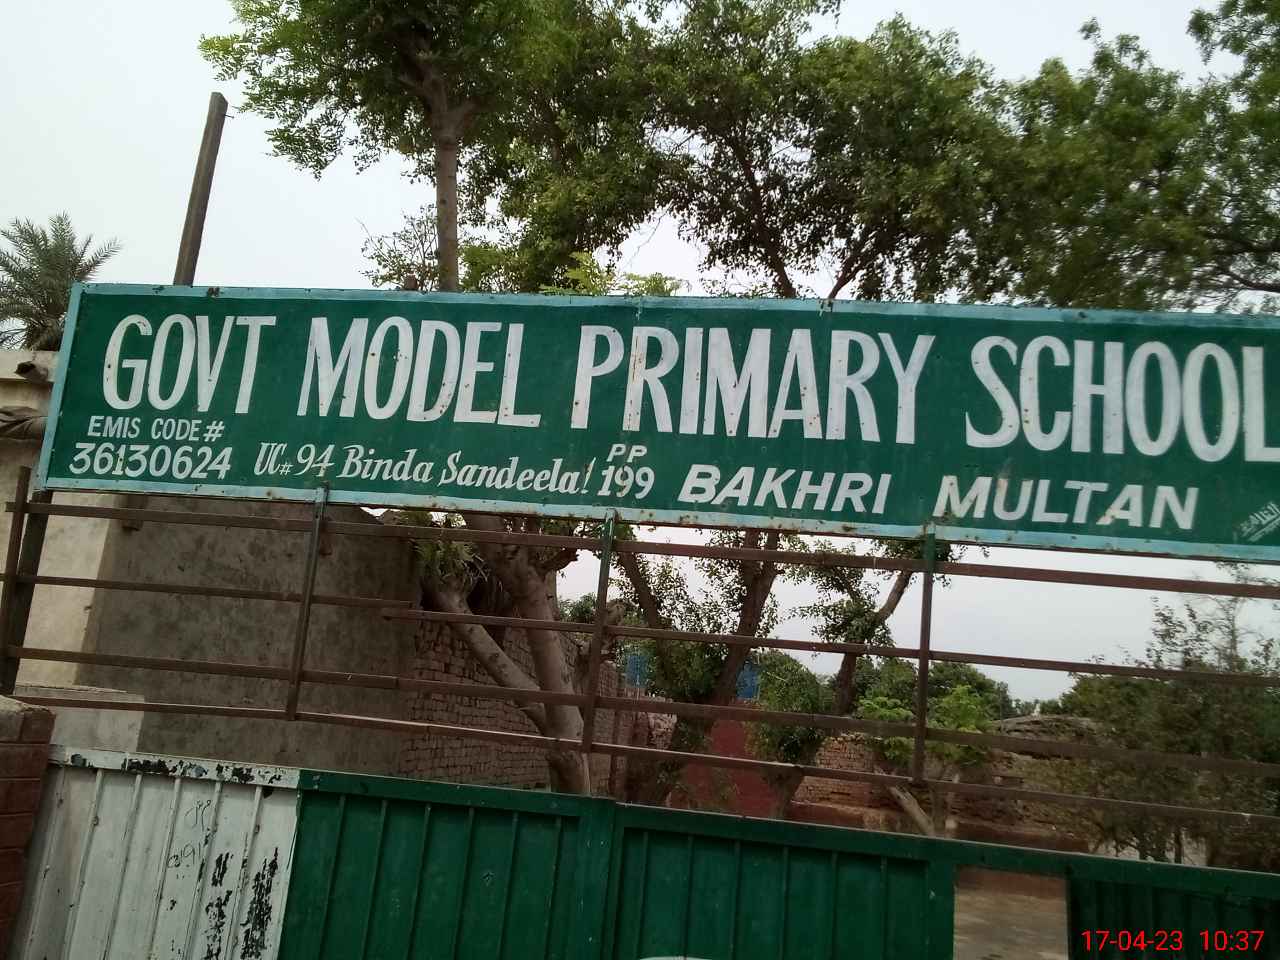 GOVT MODEL PRIMARY SCHOOL
EMIS CODE#
36130624 UC#94 Binda Sandeela! PP 199 BAKHRI MULTAN
17-04-23 10:37